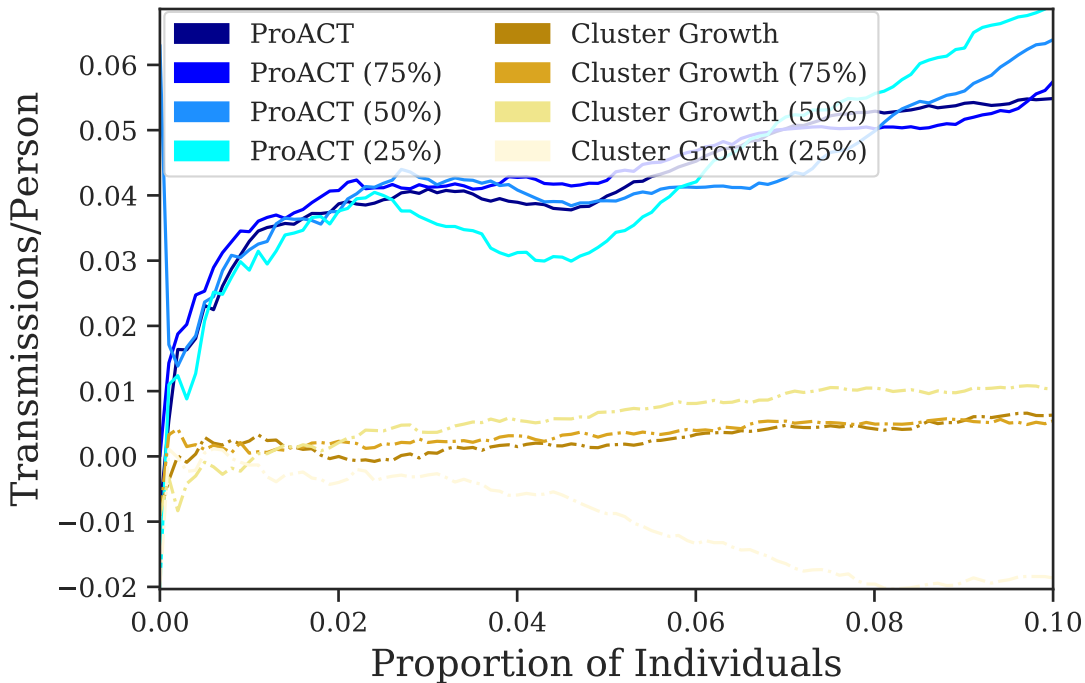 ProACT
ProACT (75%)
ProACT (50%)
ProACT (25%)
Cluster Growth
Cluster Growth (75%)
Cluster Growth (50%)
Cluster Growth (25%)
Transmissions/Person
0.06
0.05
0.04
0.03
0.02
0.01
0.00
−0.01
−0.02
0.00 0.02 0.04 0.06 0.08 0.10
Proportion of Individuals